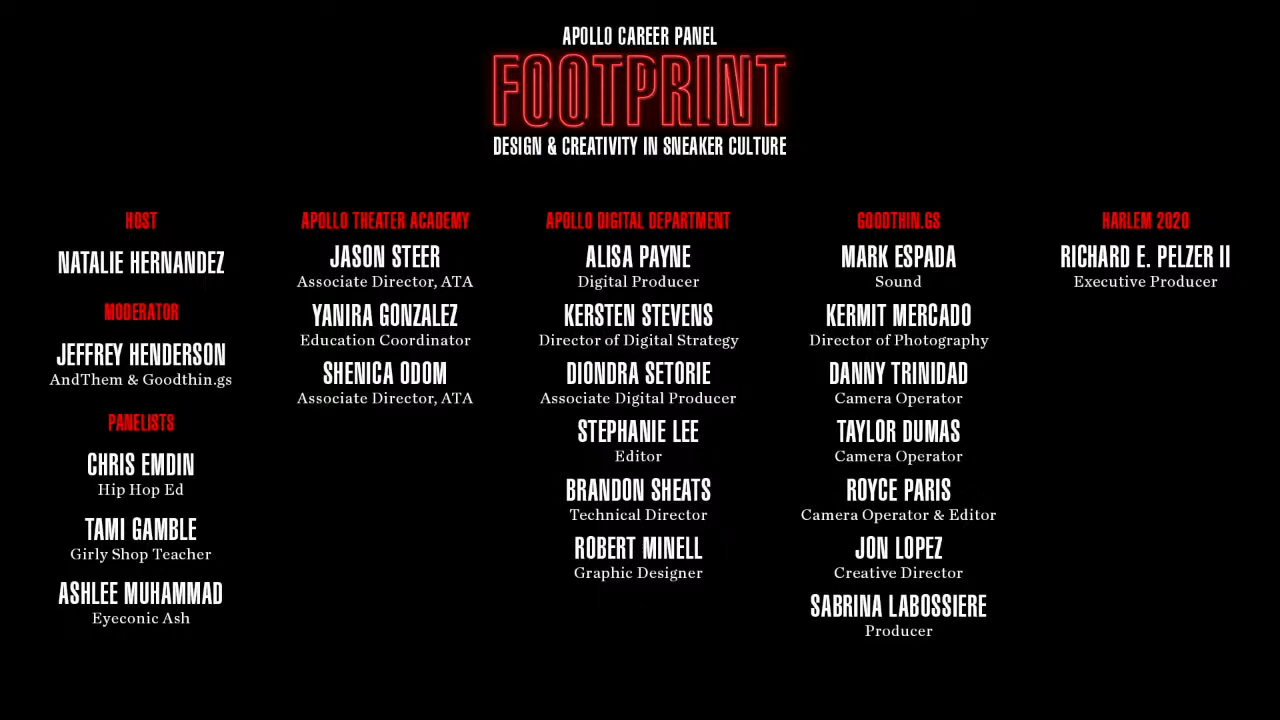 APOLLO CAREER PANEL
FOOTPRINT
DESIGN & CREATIVITY IN SNEAKER CULTURE
HOST
NATALIE HERNANDEZ
MODERATOR
JEFFREY HENDERSON
AndThem & Goodthin.gs
PANELISTS
CHRIS EMDIN
Hip Hop Ed
TAMI GAMBLE
Girly Shop Teacher
ASHLEE MUHAMMAD
Eyeconic Ash
APOLLO THEATER ACADEMY
JASON STEER
Associate Director, ATA
YANIRA GONZALEZ
Education Coordinator
SHENICA ODOM
Associate Director, ATA
APOLLO DIGITAL DEPARTMENT
ALISA PAYNE
Digital Producer
KERSTEN STEVENS
Director of Digital Strategy
DIONDRA SETORIE
Associate Digital Producer
STEPHANIE LEE
Editor
BRANDON SHEATS
Technical Director
ROBERT MINELL
Graphic Designer
GOODTHIN.GS
MARK ESPADA
Sound
KERMIT MERCADO
Director of Photography
DANNY TRINIDAD
Camera Operator
TAYLOR DUMAS
Camera Operator
ROYCE PARIS
Camera Operator & Editor
JON LOPEZ
Creative Director
SABRINA LABOSSIERE
Producer
HARLEM 2020
RICHARD E. PELZER II
Executive Producer